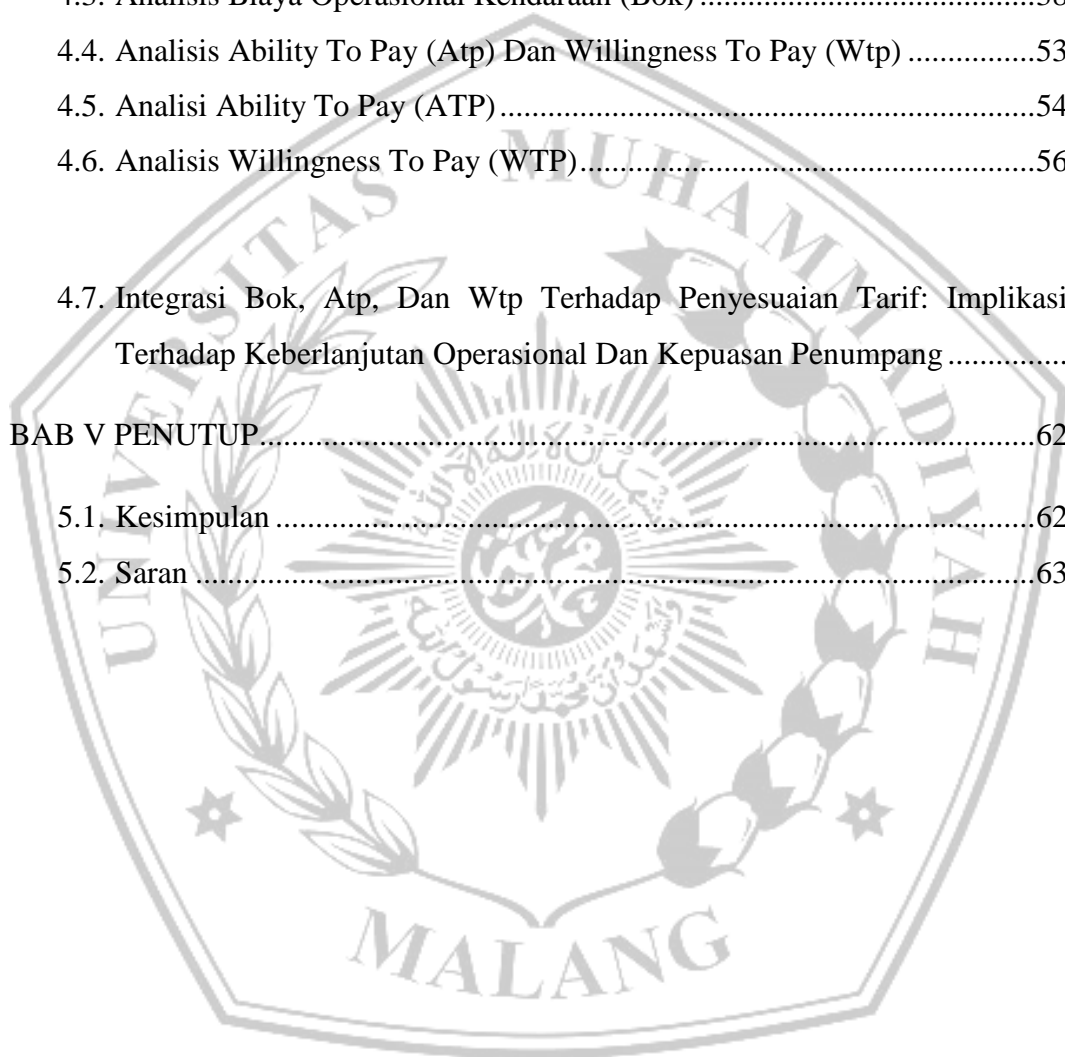 4.3. Analisis Biaya Operasional Kendaraan (Bok)
4.4. Analisis Ability To Pay (Atp) Dan Willingness To Pay (Wtp) ................53
4.5. Analisi Ability To Pay (ATP) ....................................................................54
4.6. Analisis Willingness To Pay (WTP)..........................................................56
4.7. Integrasi Bok, Atp, Dan Wtp Terhadap Penyesuaian Tarif: Implikasi
Terhadap Keberlanjutan Operasional Dan Kepuasan Penumpang ...............
BAB V PENUTUP...................................................................................................62
5.1. Kesimpulan .................................................................................................62
5.2. Saran ...........................................................................................................63
UNIVERSITAS MUHAMMADIYAH
MALANG